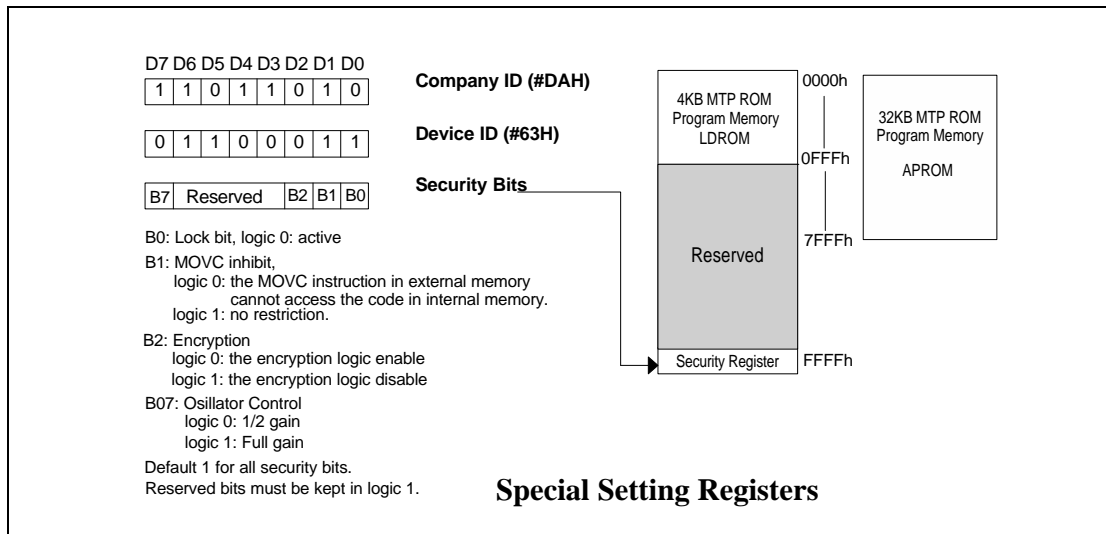 D7 D6 D5 D4 D3 D2 D1 D0
1 1 0 1 1 0 1 0
Company ID (#DAH)
0 1 1 0 0 0 1 1
Device ID (#63H)
B7 Reserved B2 B1 B0
Security Bits
B0: Lock bit, logic 0: active
B1: MOVC inhibit,
logic 0: the MOVC instruction in external memory
cannot access the code in internal memory.
logic 1: no restriction.
B2: Encryption
logic 0: the encryption logic enable
logic 1: the encryption logic disable
B07: Osillator Control
logic 0: 1/2 gain
logic 1: Full gain
Default 1 for all security bits.
Reserved bits must be kept in logic 1.
4KB MTP ROM
Program Memory
LDROM
Reserved
Security Register
0000h
0FFFh
7FFFh
FFFFh
32KB MTP ROM
Program Memory
APROM
Special Setting Registers